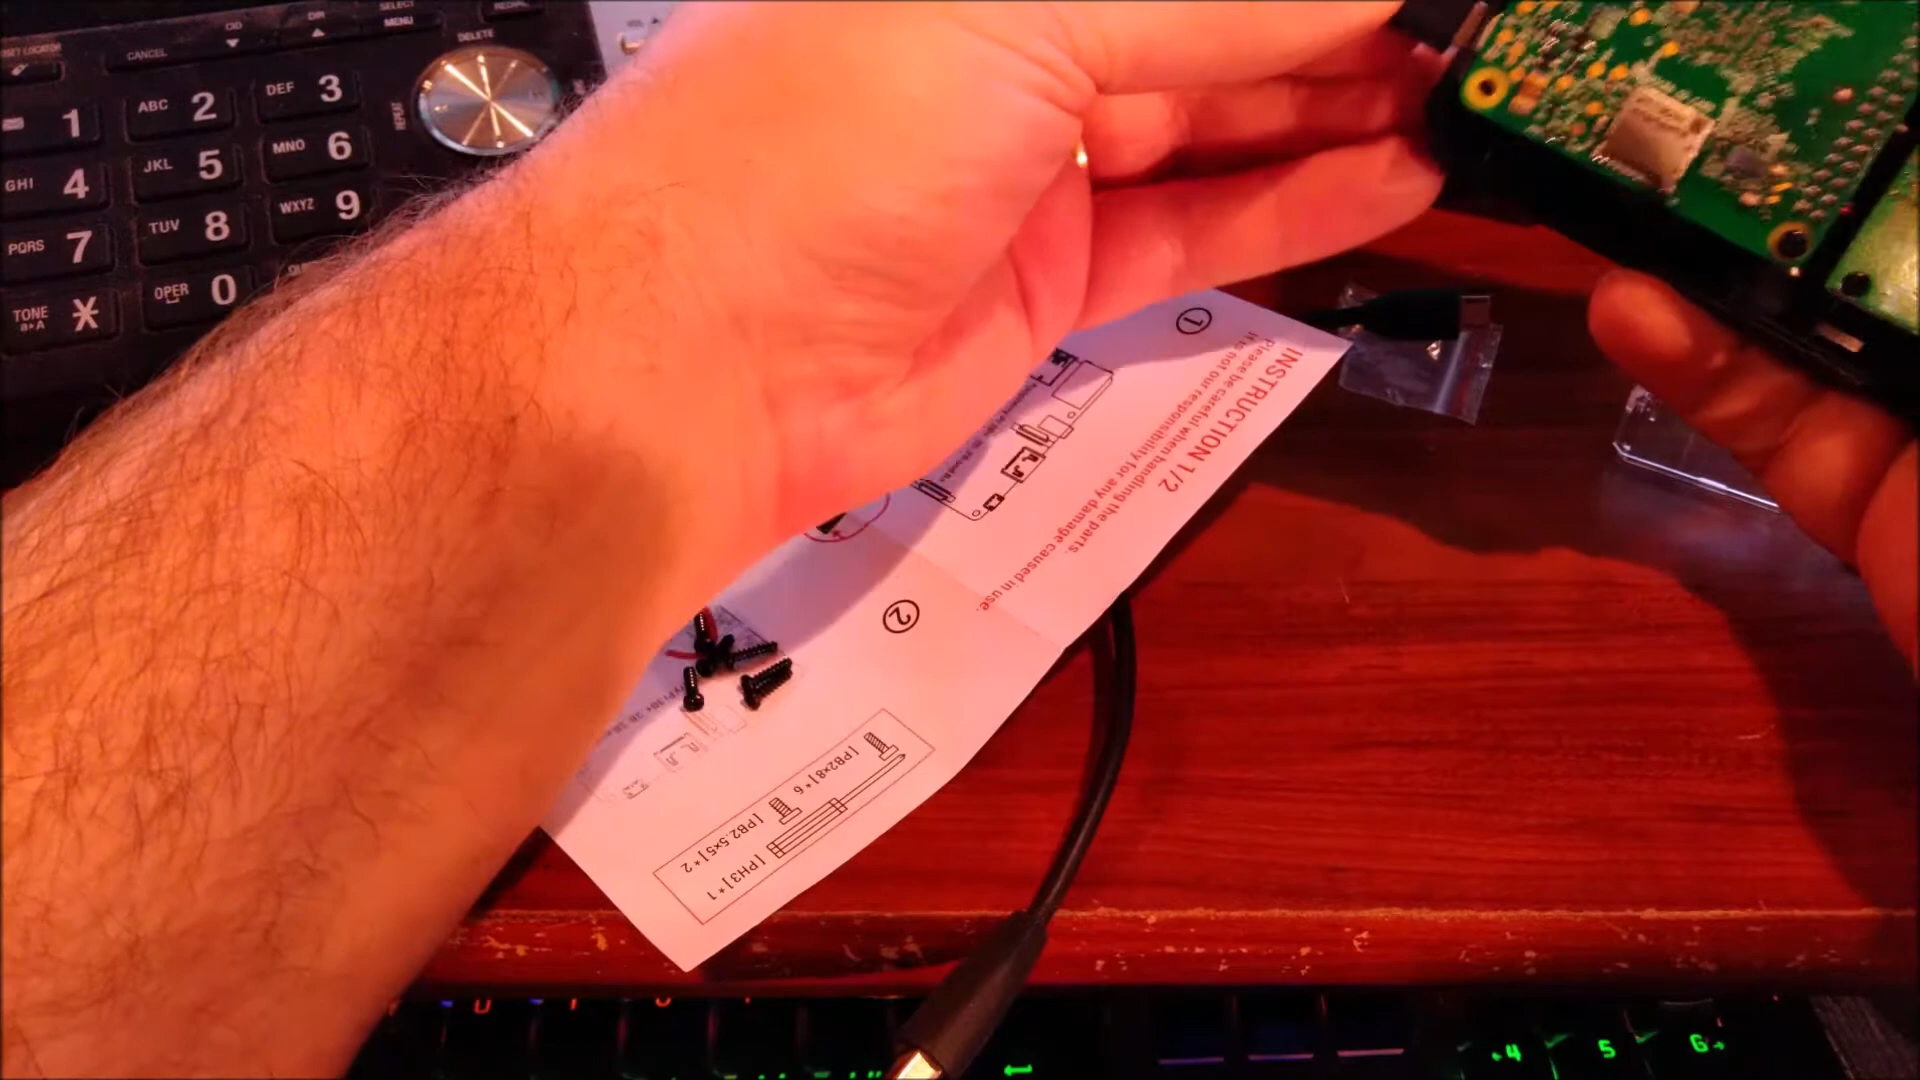 SELECT
MENU
DIR
CID
CANCEL
DELETE
REPEAT
1
ABC 2
DEF 3
GHI 4
JKL 5
MNO 6
PQRS 7
TUV 8
WXYZ 9
TONE
*
OPER 0
INSTRUCTION 1/2
Please be careful when handling the parts.
It is not our responsibility for any damage caused in use.
1
2
[PB2×8]*6
[PB2.5×5]*2
[PH3]*1
4
5
6